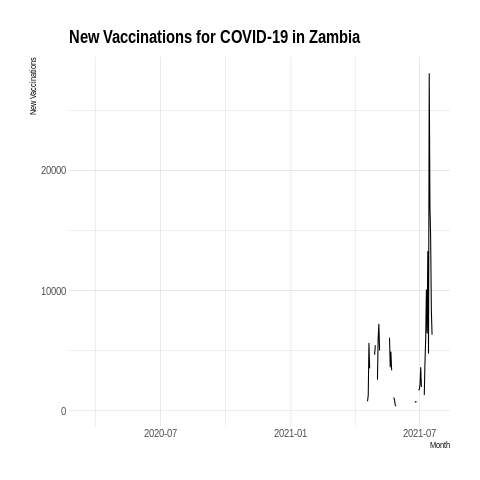 New Vaccinations for COVID-19 in Zambia
New Vaccinations
20000
10000
0
2020-07
2021-01
2021-07
Month